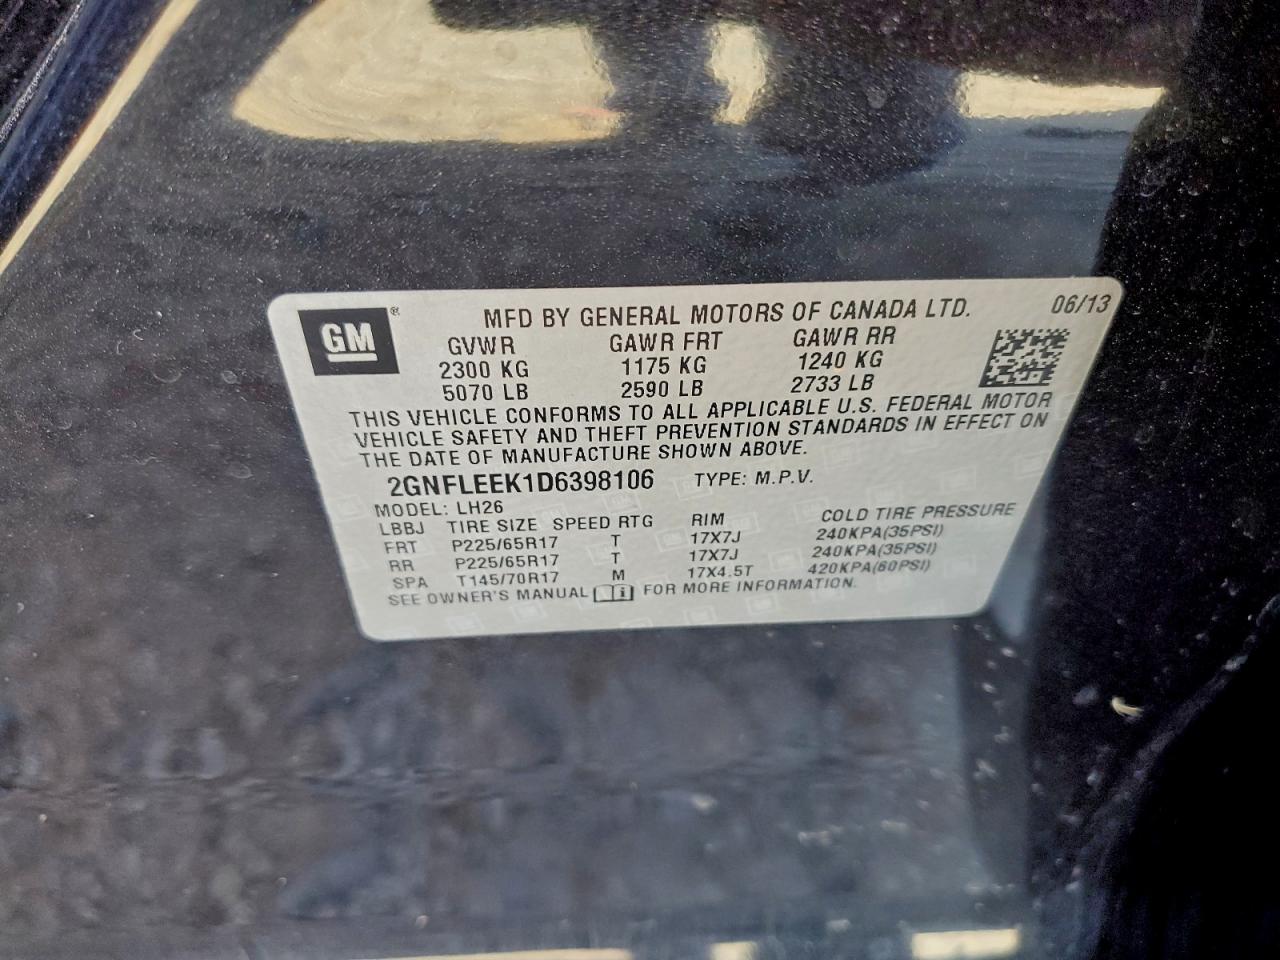 GM ® MFD BY GENERAL MOTORS OF CANADA LTD. 06/13
GVWR GAWR FRT GAWR RR
2300 KG 1175 KG 1240 KG
5070 LB 2590 LB 2733 LB
THIS VEHICLE CONFORMS TO ALL APPLICABLE U.S. FEDERAL MOTOR
VEHICLE SAFETY AND THEFT PREVENTION STANDARDS IN EFFECT ON
THE DATE OF MANUFACTURE SHOWN ABOVE.
2GNFLEEK1D6398106 TYPE: M.P.V.
MODEL: LH26
LBBJ TIRE SIZE SPEED RTG RIM COLD TIRE PRESSURE
FRT P225/65R17 T 17X7J 240KPA(35PSI)
RR P225/65R17 T 17X7J 240KPA(35PSI)
SPA T145/70R17 M 17X4.5T 420KPA(60PSI)
SEE OWNER'S MANUAL FOR MORE INFORMATION.